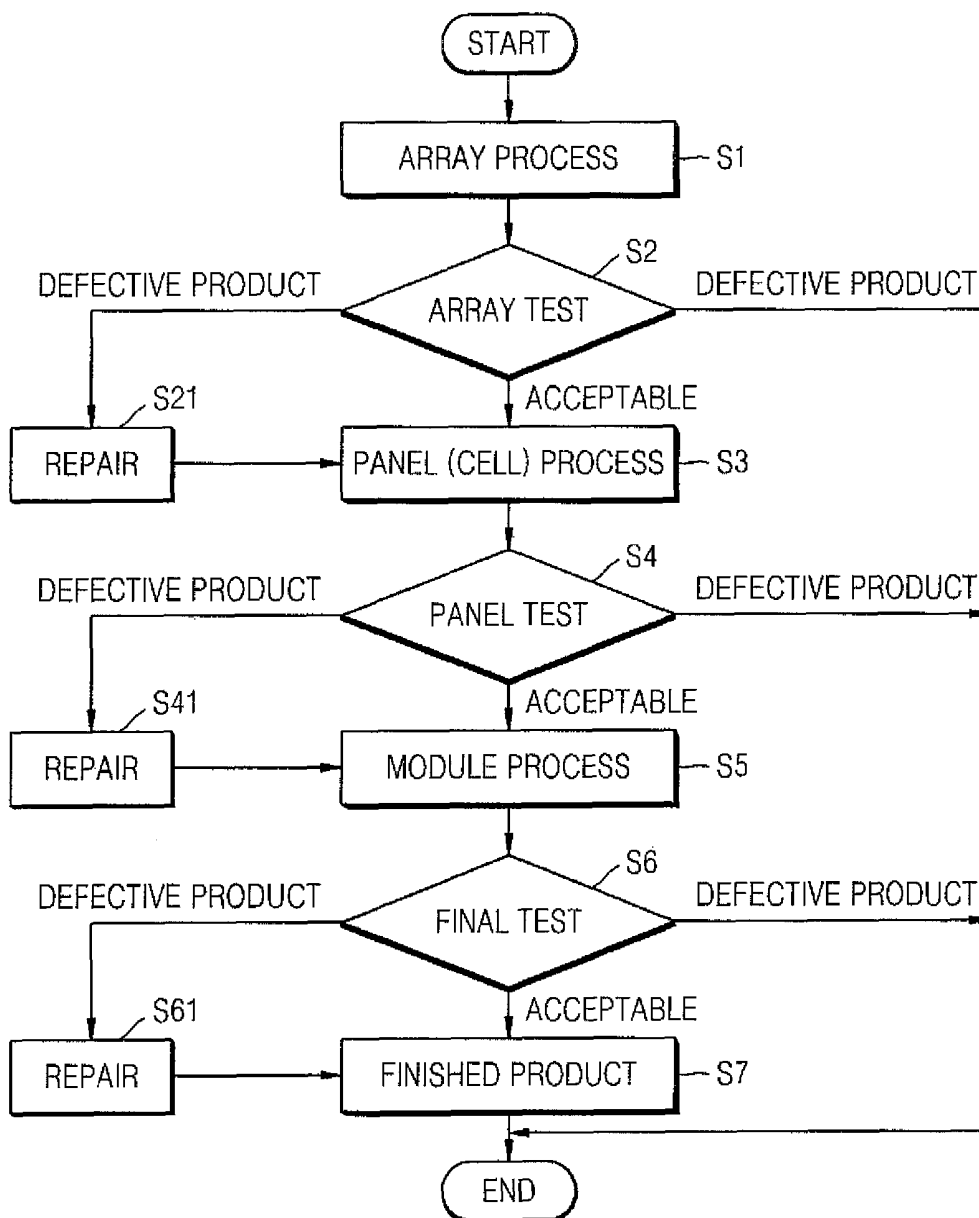 START
ARRAY PROCESS
S1
S2
DEFECTIVE PRODUCT
DEFECTIVE PRODUCT
ARRAY TEST
S21
ACCEPTABLE
REPAIR
PANEL (CELL) PROCESS
S3
S4
DEFECTIVE PRODUCT
DEFECTIVE PRODUCT
PANEL TEST
S41
ACCEPTABLE
REPAIR
MODULE PROCESS
S5
S6
DEFECTIVE PRODUCT
DEFECTIVE PRODUCT
FINAL TEST
S61
ACCEPTABLE
REPAIR
FINISHED PRODUCT
S7
END